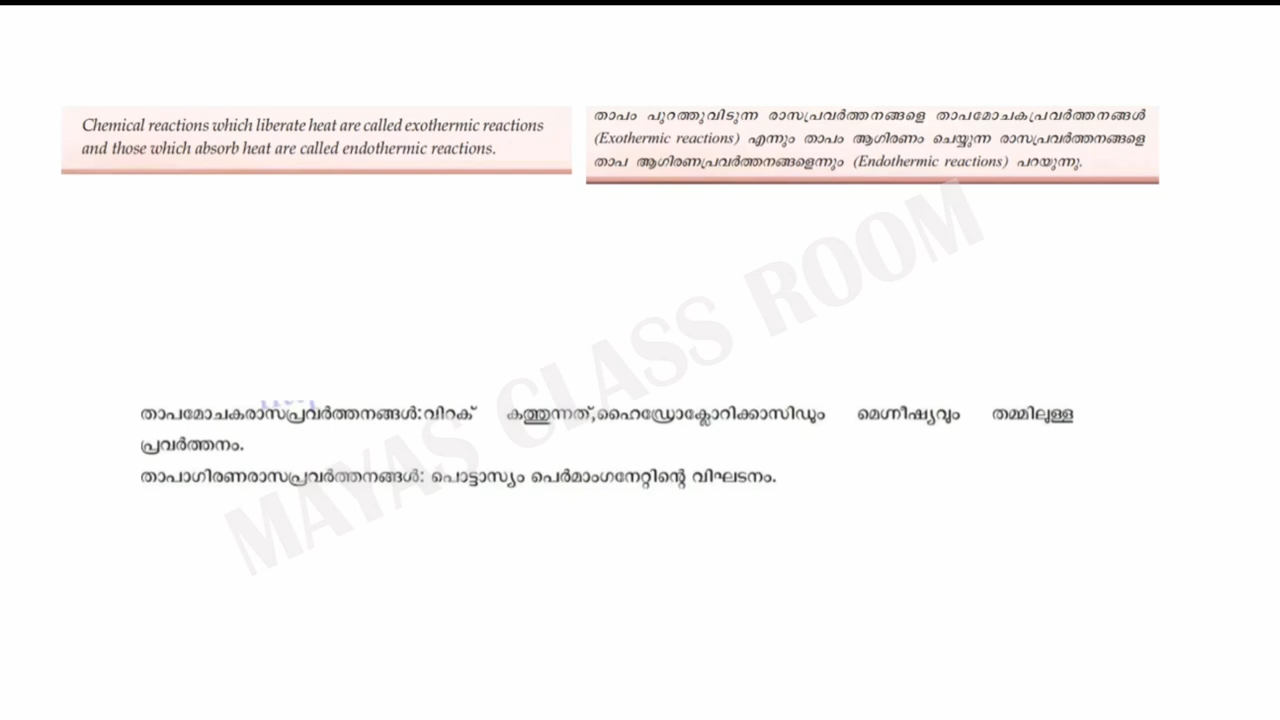 Chemical reactions which liberate heat are called exothermic reactions
and those which absorb heat are called endothermic reactions.
താപം പുറത്തുവിടുന്ന രാസപ്രവർത്തനങ്ങളെ താപമോചകപ്രവർത്തനങ്ങൾ
(Exothermic reactions) എന്നും താപം ആഗിരണം ചെയ്യുന്ന രാസപ്രവർത്തനങ്ങളെ
താപ ആഗിരണപ്രവർത്തനങ്ങളെന്നും (Endothermic reactions) പറയുന്നു.
MAYAS CLASS ROOM
താപമോചകരാസപ്രവർത്തനങ്ങൾ:വിറക് കത്തുന്നത്,ഹൈഡ്രോക്ലോറിക്കാസിഡും മെഗ്നീഷ്യവും തമ്മിലുള്ള
പ്രവർത്തനം.
താപാഗിരണരാസപ്രവർത്തനങ്ങൾ: പൊട്ടാസ്യം പെർമാംഗനേറ്റിന്റെ വിഘടനം.